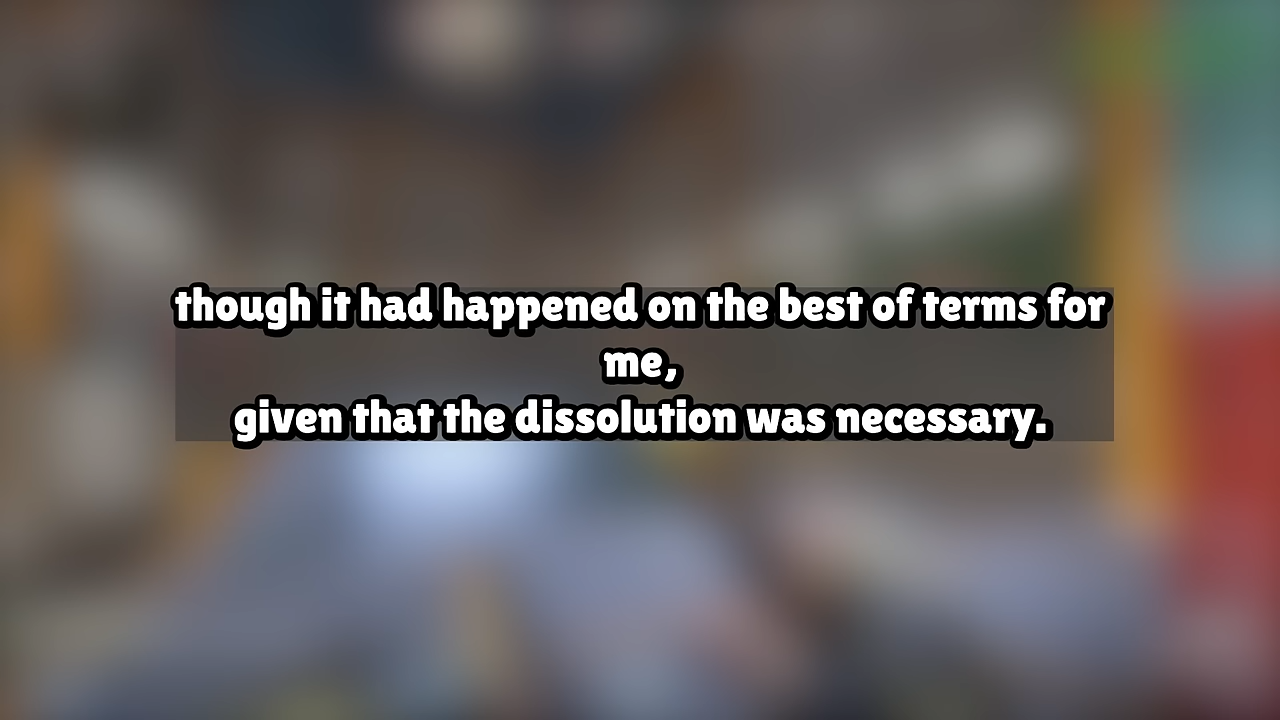 though it had happened on the best of terms for
me,
given that the dissolution was necessary.